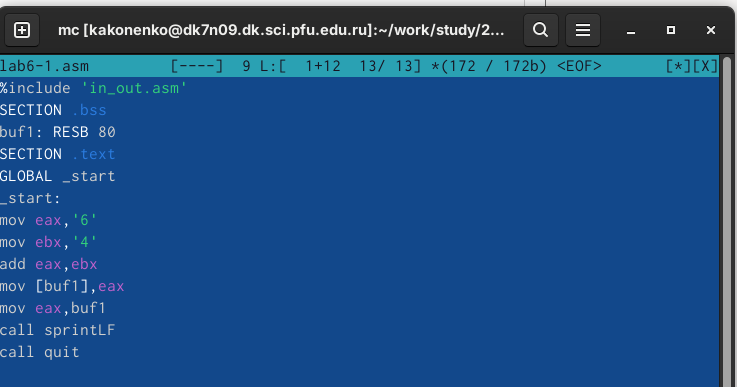 mc [kakonenko@dk7n09.dk.sci.pfu.edu.ru]:~/work/study/2...
lab6-1.asm [----] 9 L:[ 1+12 13/ 13] *(172 / 172b) <EOF> [*][X]
%include 'in_out.asm'
SECTION .bss
buf1: RESB 80
SECTION .text
GLOBAL _start
_start:
mov eax,'6'
mov ebx,'4'
add eax,ebx
mov [buf1],eax
mov eax,buf1
call sprintLF
call quit